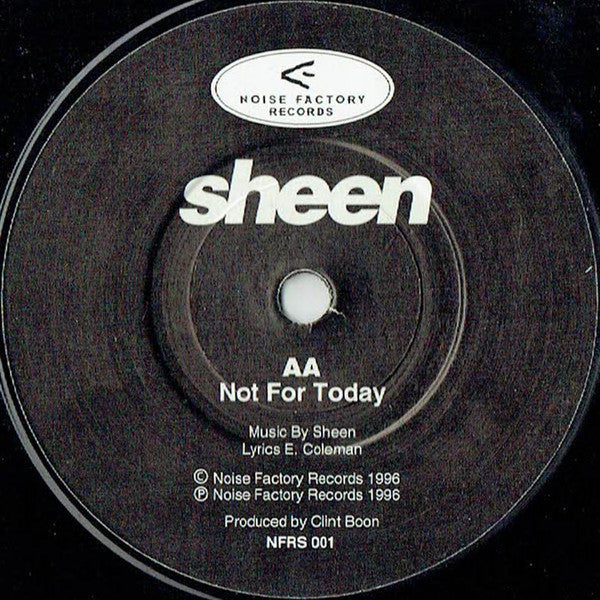 NOISE FACTORY
RECORDS
sheen
AA
Not For Today
Music By Sheen
Lyrics E. Coleman
© Noise Factory Records 1996
℗ Noise Factory Records 1996
Produced by Clint Boon
NFRS 001